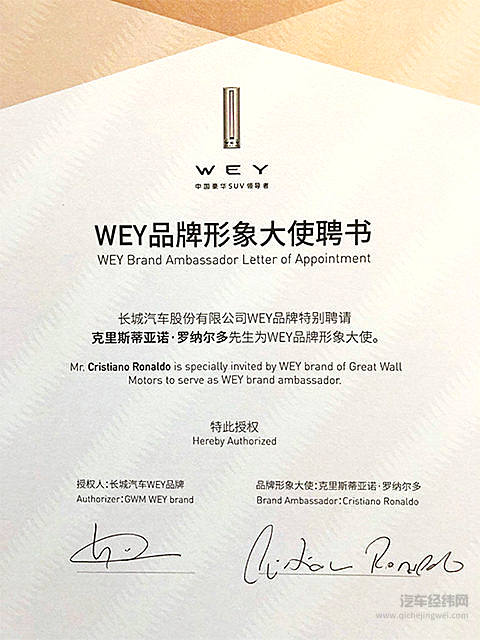 WEY
中国豪华SUV领导者
WEY品牌形象大使聘书
WEY Brand Ambassador Letter of Appointment
长城汽车股份有限公司WEY品牌特别聘请
克里斯蒂亚诺·罗纳尔多先生为WEY品牌形象大使。
Mr. Cristiano Ronaldo is specially invited by WEY brand of Great Wall
Motors to serve as WEY brand ambassador.
特此授权
Hereby Authorized
授权人：长城汽车WEY品牌
Authorizer：GWM WEY brand
品牌形象大使：克里斯蒂亚诺·罗纳尔多
Brand Ambassador：Cristiano Ronaldo
Cristiano Ronaldo
汽车经纬网
www.qichejingwei.com